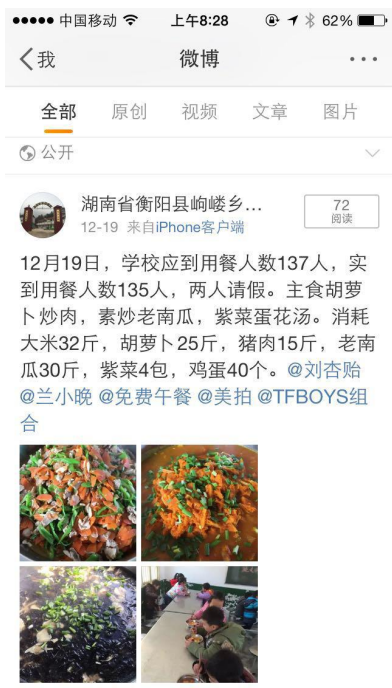 中国移动 上午8:28 62%
我 微博
全部 原创 视频 文章 图片
公开
湖南省衡阳县岣嵝乡... 72
12-19 来自iPhone客户端 阅读
12月19日，学校应到用餐人数137人，实
到用餐人数135人，两人请假。主食胡萝
卜炒肉，素炒老南瓜，紫菜蛋花汤。消耗
大米32斤，胡萝卜25斤，猪肉15斤，老南
瓜30斤，紫菜4包，鸡蛋40个。@刘杏贻
@兰小晚 @免费午餐 @美拍 @TFBOYS组
合